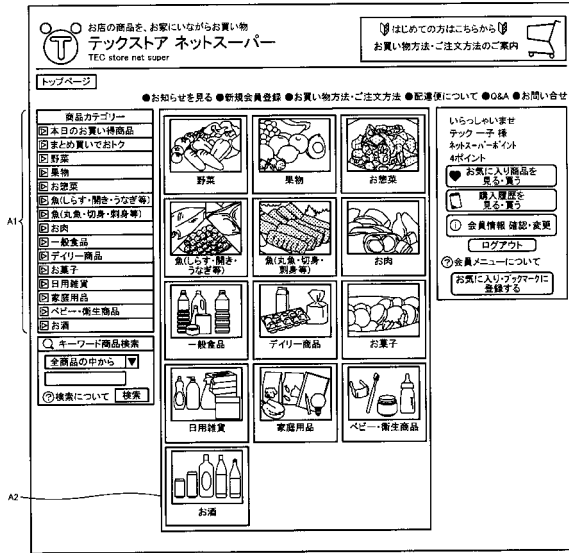 お店の商品を、お家にいながらお買い物
テックストア ネットスーパー
TEC store net super
はじめての方はこちらから
お買い物方法・ご注文方法のご案内
トップページ
●お知らせを見る ●新規会員登録 ●お買い物方法・ご注文方法 ●配達便について ●Q&A ●お問い合せ
A1
商品カテゴリー
本日のお買い得商品
まとめ買いでおトク
野菜
果物
お惣菜
魚(しらす・開き・うなぎ等)
魚(丸魚・切身・刺身等)
お肉
一般食品
デイリー商品
お菓子
日用雑貨
家庭用品
ベビー・衛生商品
お酒
キーワード商品検索
全商品の中から ▼
?検索について 検索
野菜
果物
お惣菜
魚(しらす・開き・
うなぎ等)
魚(丸魚・切身・
刺身等)
お肉
一般食品
デイリー商品
お菓子
日用雑貨
家庭用品
ベビー・衛生商品
お酒
A2
いらっしゃいませ
テック 一子 様
ネットスーパーポイント
4ポイント
お気に入り商品を
見る・買う
購入履歴を
見る・買う
会員情報 確認・変更
ログアウト
?会員メニューについて
お気に入り・ブックマークに
登録する